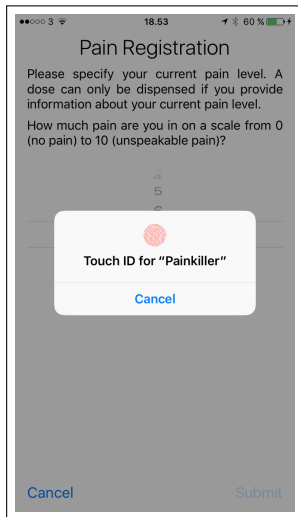 3 18.53 60 %
Pain Registration
Please specify your current pain level. A
dose can only be dispensed if you provide
information about your current pain level.
How much pain are you in on a scale from 0
(no pain) to 10 (unspeakable pain)?
4
5
6
Touch ID for “Painkiller”
Cancel
Cancel Submit